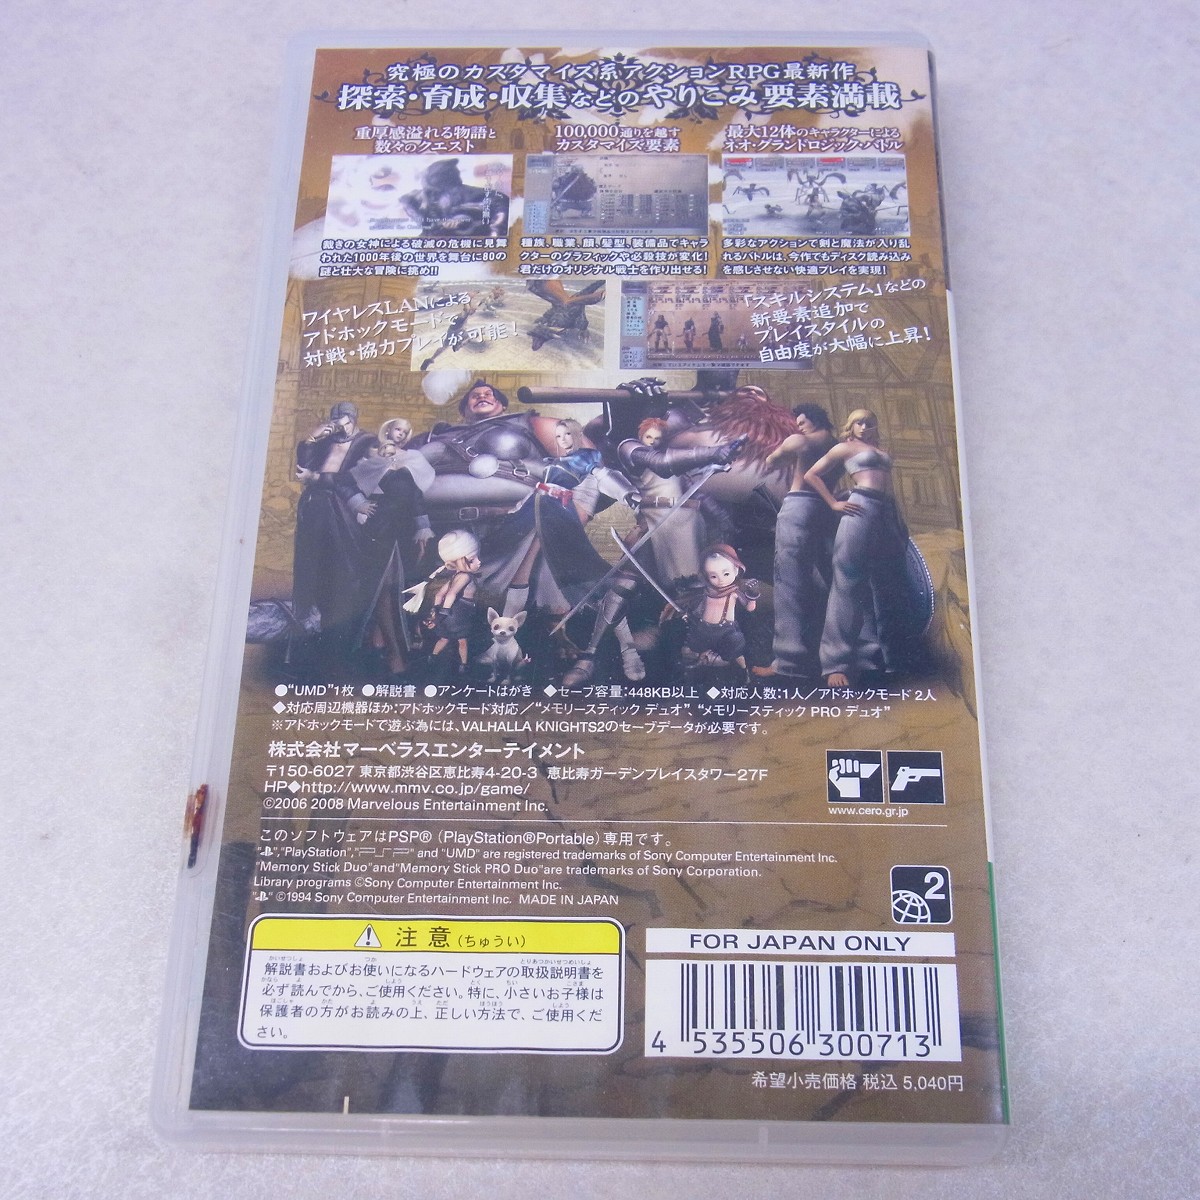 究極のカスタマイズ系アクションRPG最新作
探索・育成・収集などのやりこみ要素満載
重厚感溢れる物語と
数々のクエスト
裁きの女神による破滅の危機に見舞
われた1000年後の世界を舞台に80の
謎と壮大な冒険に挑め!!
100,000通りを越す
カスタマイズ要素
種族、職業、顔、髪型、装備品でキャラ
クターのグラフィックや必殺技が変化!
君だけのオリジナル戦士を作り出せる!
最大12体のキャラクターによる
ネオ・グランドロジック・バトル
多彩なアクションで剣と魔法が入り乱
れるバトルは、今作でもディスク読み込み
を感じさせない快適プレイを実現!
ワイヤレスLANによる
アドホックモードで
対戦・協力プレイが可能!
「スキルシステム」などの
新要素追加で
プレイスタイルの
自由度が大幅に上昇!
●“UMD”1枚 ●解説書 ●アンケートはがき ◆セーブ容量:448KB以上 ◆対応人数:1人/アドホックモード 2人
◆対応周辺機器ほか:アドホックモード対応/“メモリースティック デュオ”、“メモリースティック PRO デュオ”
※アドホックモードで遊ぶ為には、VALHALLA KNIGHTS2のセーブデータが必要です。
株式会社マーベラスエンターテイメント
〒150-6027 東京都渋谷区恵比寿4-20-3 恵比寿ガーデンプレイスタワー27F
HP◆http://www.mmv.co.jp/game/
©2006 2008 Marvelous Entertainment Inc.
www.cero.gr.jp
このソフトウェアはPSP®(PlayStation®Portable)専用です。
" ", "PlayStation", "PSP" and "UMD" are registered trademarks of Sony Computer Entertainment Inc.
"Memory Stick Duo"and"Memory Stick PRO Duo"are trademarks of Sony Corporation.
Library programs ©Sony Computer Entertainment Inc.
" " ©1994 Sony Computer Entertainment Inc. MADE IN JAPAN
2
注意(ちゅうい)
解説書およびお使いになるハードウェアの取扱説明書を
必ず読んでから、ご使用ください。特に、小さいお子様は
保護者の方がお読みの上、正しい方法で、ご使用くだ
さい。
FOR JAPAN ONLY
4 535506 300713
希望小売価格 税込 5,040円